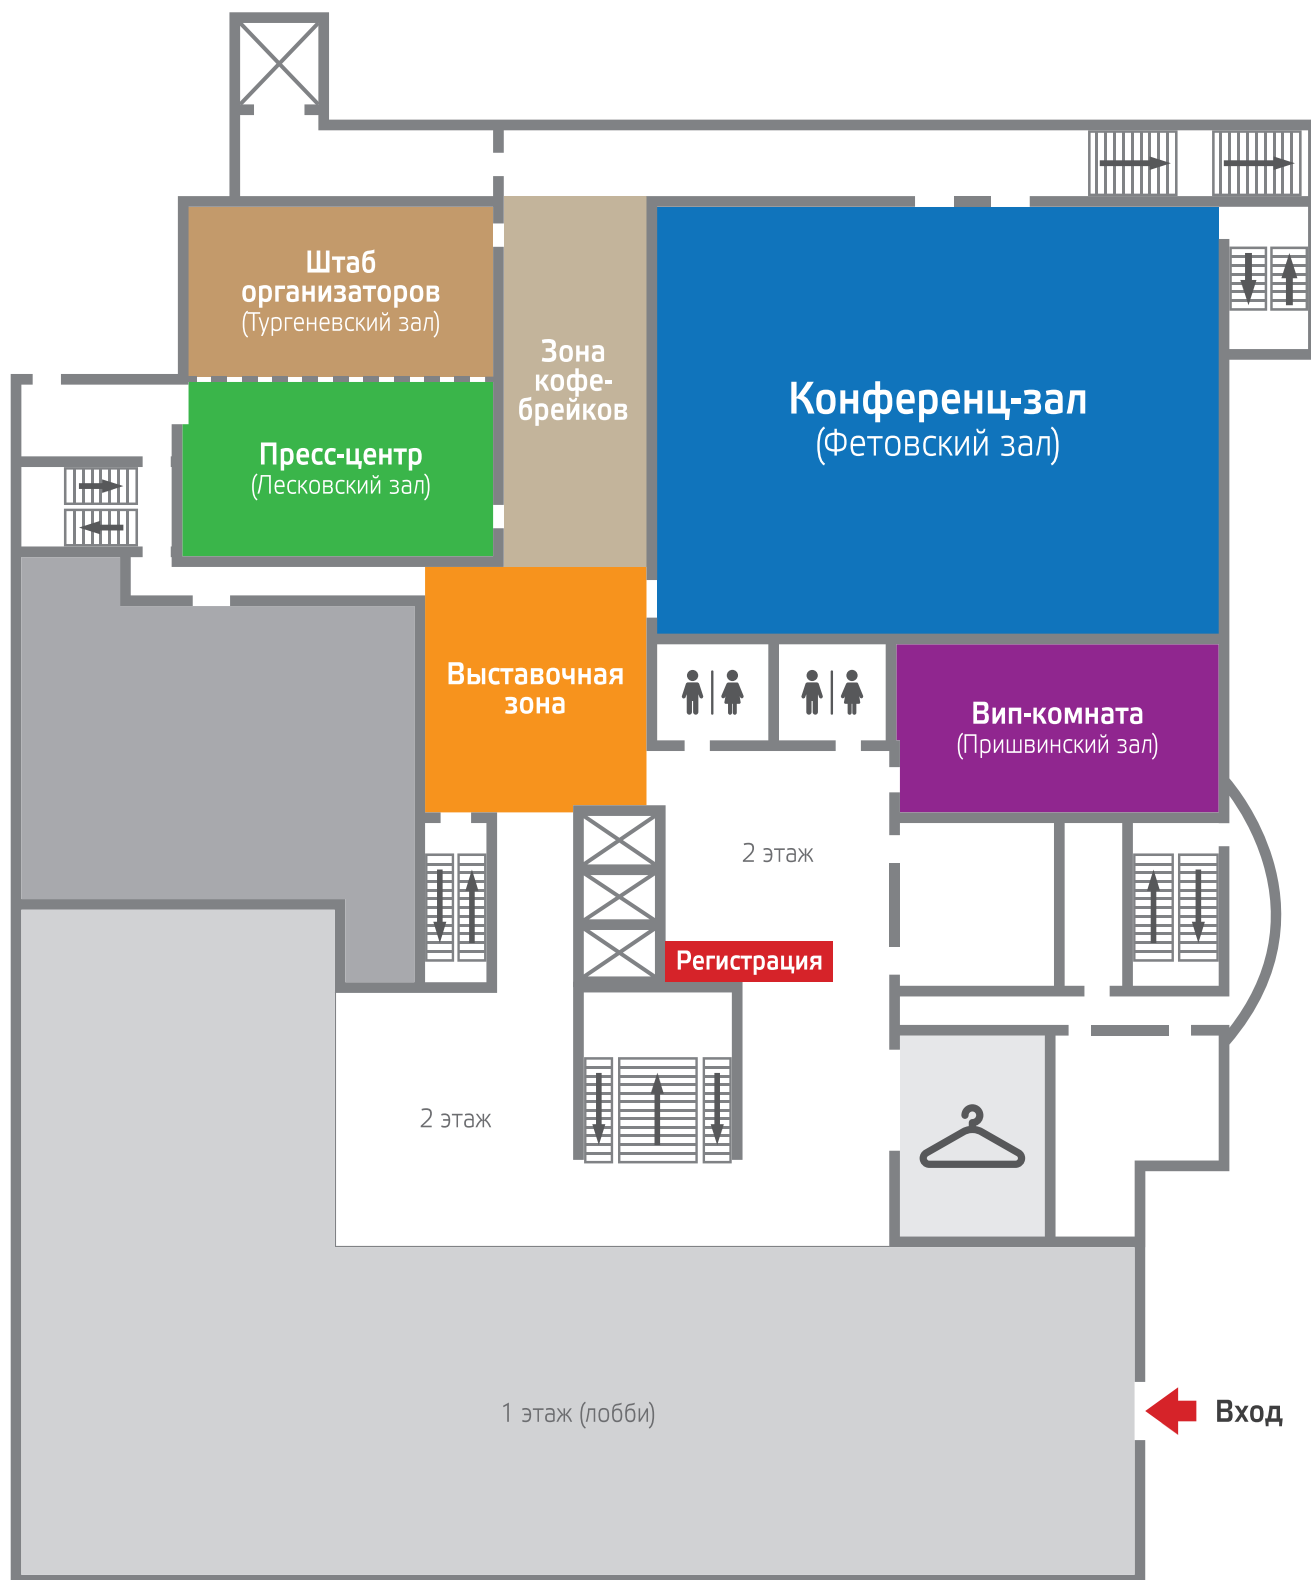 Штаб
организаторов
(Тургеневский зал)
Зона
кофе-
брейков
Конференц-зал
(Фетовский зал)
Пресс-центр
(Лесковский зал)
Выставочная
зона
Вип-комната
(Пришвинский зал)
2 этаж
Регистрация
2 этаж
1 этаж (лобби)
Вход